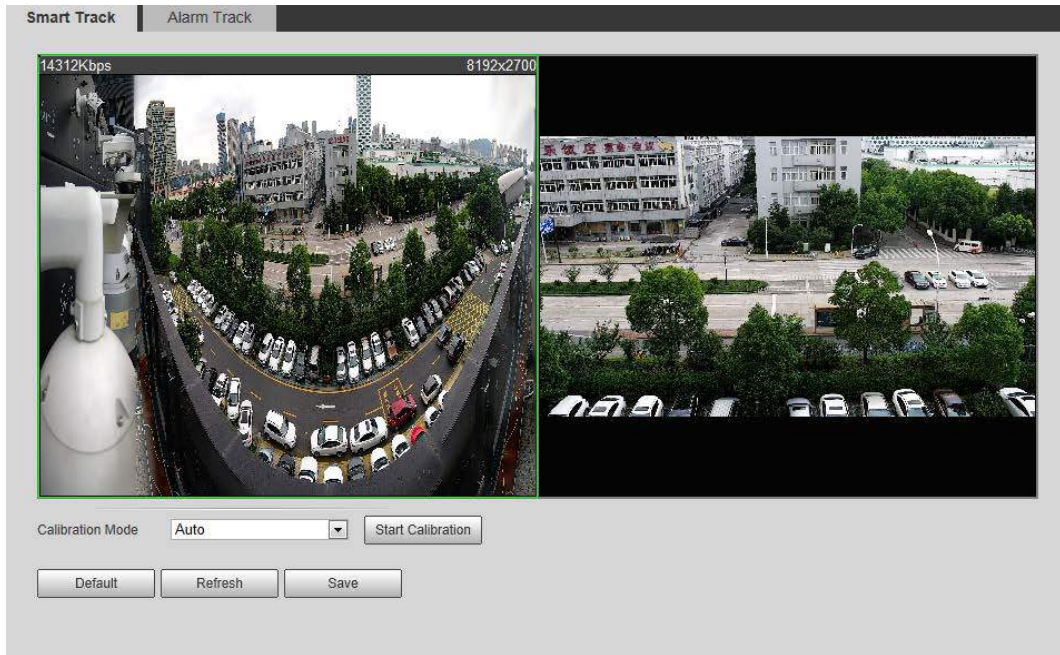 Smart Track
Alarm Track
14312Kbps
8192x2700
Calibration Mode
Auto
Start Calibration
Default
Refresh
Save